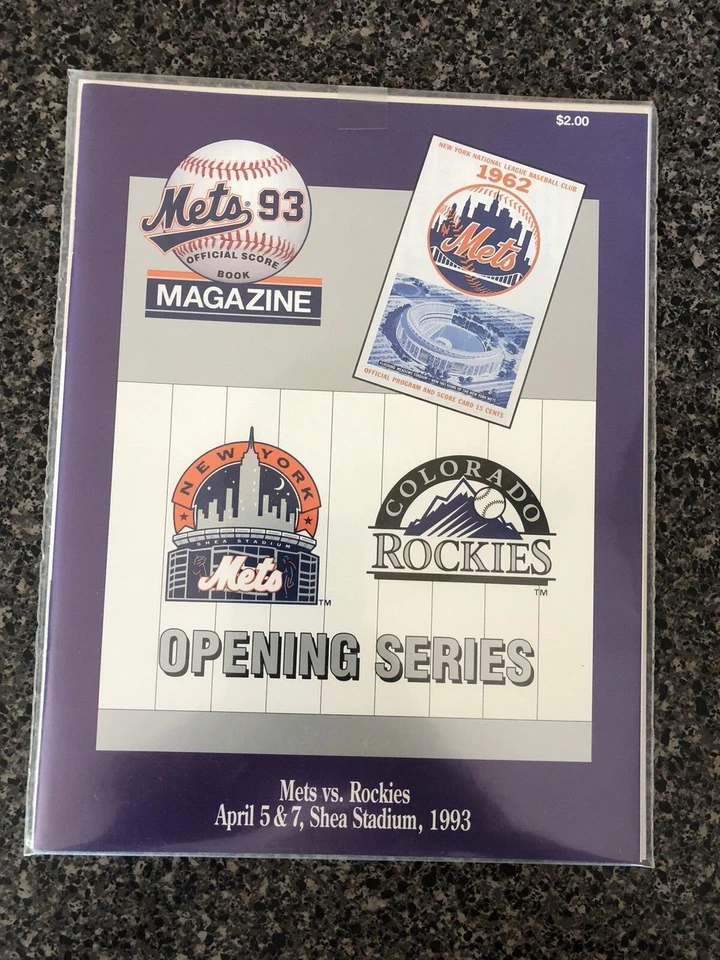 $2.00
Mets 93
OFFICIAL SCORE
BOOK
MAGAZINE
NEW YORK NATIONAL LEAGUE BASEBALL CLUB
1962
Mets
OFFICIAL PROGRAM AND SCORE CARD 15 CENTS
NEW YORK
SHEA STADIUM
Mets
TM
COLORADO
ROCKIES
TM
OPENING SERIES
Mets vs. Rockies
April 5 & 7, Shea Stadium, 1993